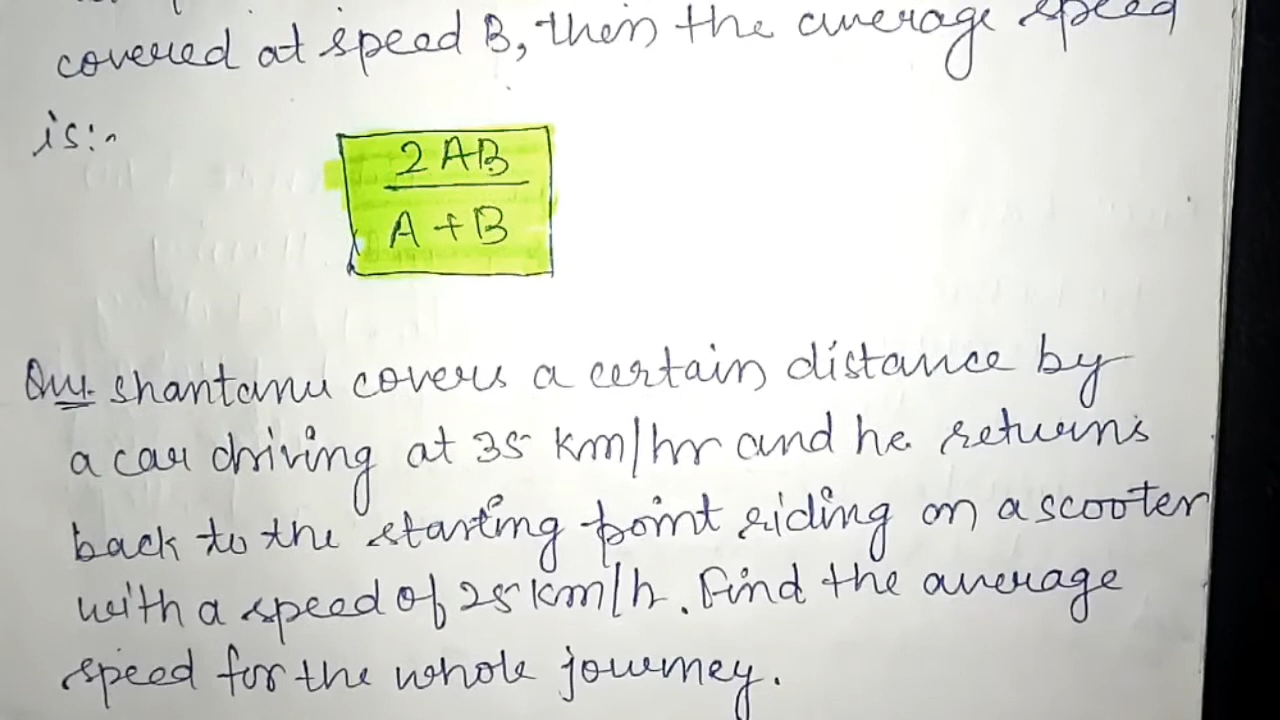 covered at speed B, then the average speed
is:-
2AB
A+B
Que. Shantanu covers a certain distance by
a car driving at 35 km/hr and he returns
back to the starting point riding on a scooter
with a speed of 25 km/h. Find the average
speed for the whole journey.